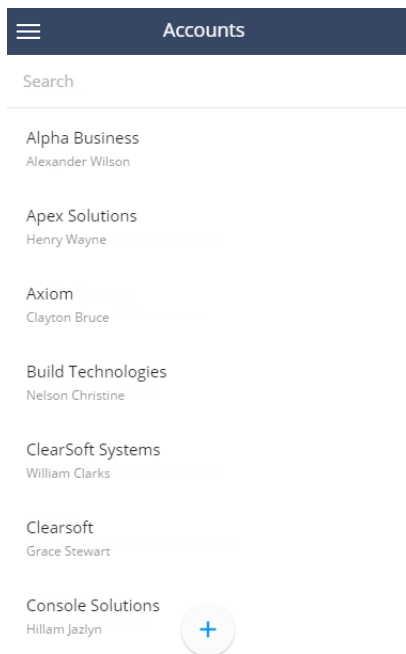 Accounts
Search
Alpha Business
Alexander Wilson
Apex Solutions
Henry Wayne
Axiom
Clayton Bruce
Build Technologies
Nelson Christine
ClearSoft Systems
William Clarks
Clearsoft
Grace Stewart
Console Solutions
Hillam Jazlyn
+